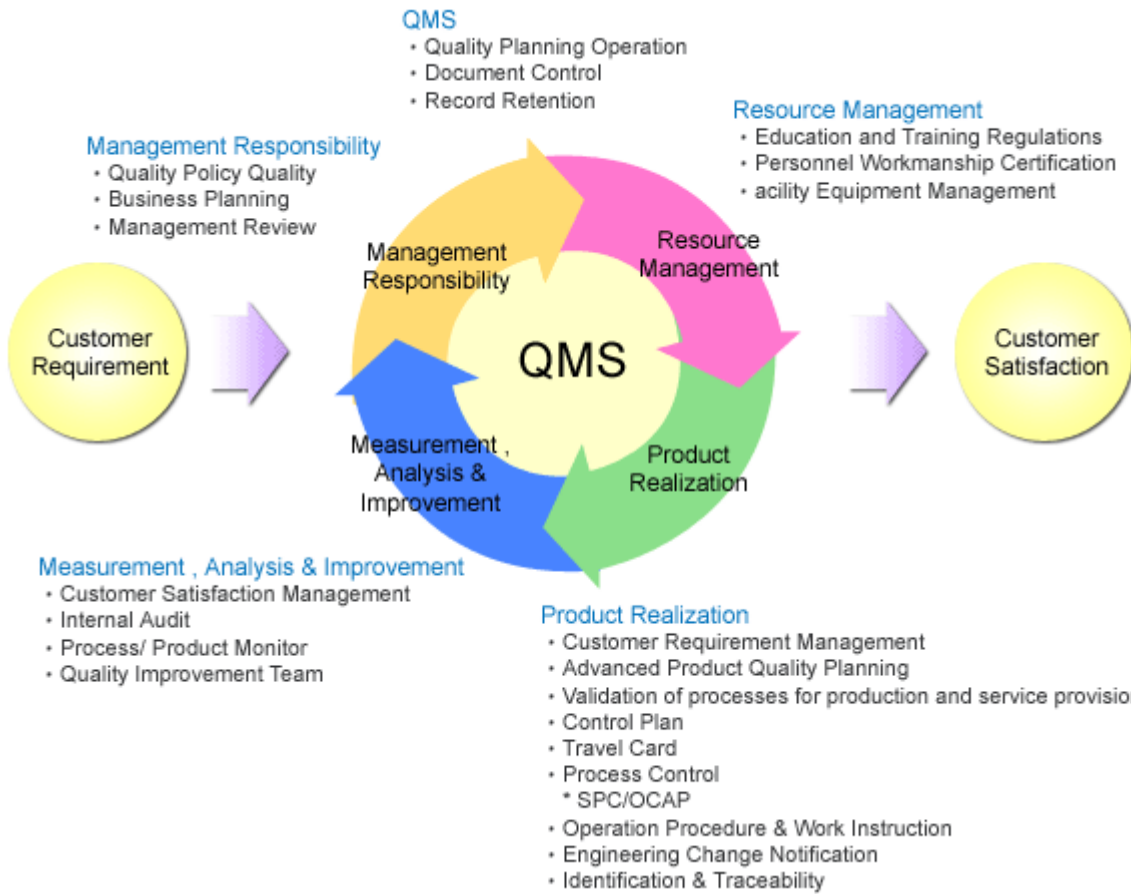 QMS
· Quality Planning Operation
· Document Control
· Record Retention
Resource Management
· Education and Training Regulations
· Personnel Workmanship Certification
· acility Equipment Management
Management Responsibility
· Quality Policy Quality
· Business Planning
· Management Review
Customer
Requirement
Management
Responsibility
Resource
Management
QMS
Measurement ,
Analysis &
Improvement
Product
Realization
Customer
Satisfaction
Measurement , Analysis & Improvement
· Customer Satisfaction Management
· Internal Audit
· Process/ Product Monitor
· Quality Improvement Team
Product Realization
· Customer Requirement Management
· Advanced Product Quality Planning
· Validation of processes for production and service provisio
· Control Plan
· Travel Card
· Process Control
* SPC/OCAP
· Operation Procedure & Work Instruction
· Engineering Change Notification
· Identification & Traceability